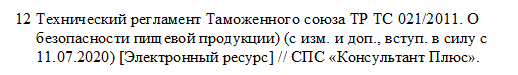 12 Технический регламент Таможенного союза ТР ТС 021/2011. О
безопасности пищевой продукции) (с изм. и доп., вступ. в силу с
11.07.2020) [Электронный ресурс] // СПС «Консультант Плюс».